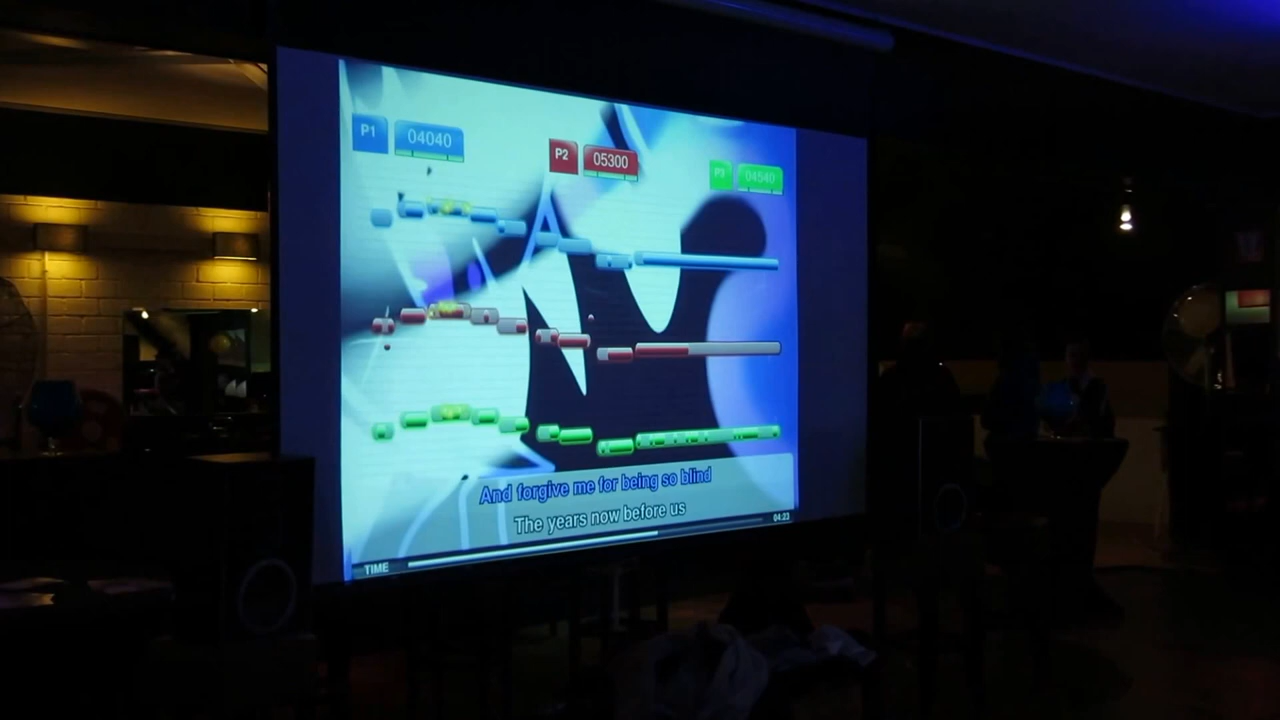 P1 04040
P2 05300
P3 04540
And forgive me for being so blind
The years now before us
TIME 04:23